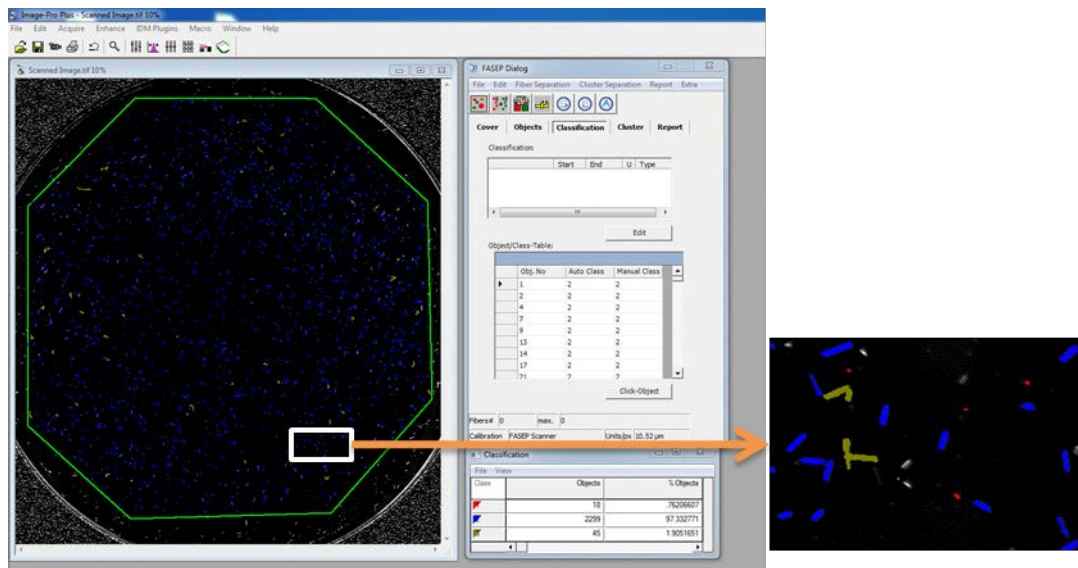 Image-Pro Plus - Scanned Image.tif 10%
File Edit Acquire Enhance IDM Plugins Macro Window Help
Scanned Image.tif 10%
FASEP Dialog
File Edit Fiber Separation Cluster Separation Report Extra
Cover Objects Classification Cluster Report
Classification:
Start End U Type
Edit
Object/Class-Table:
Obj. No Auto Class Manual Class
1 2 2
2 2 2
4 2 2
7 2 2
9 2 2
13 2 2
14 2 2
17 2 2
21 2 2
Click-Object
Fibers# 0 max. 0
Calibration FASEP Scanner Units/px 10.52 µm
Classification
File View
Class Objects % Objects
18 .76206607
2299 97.332771
45 1.9051651